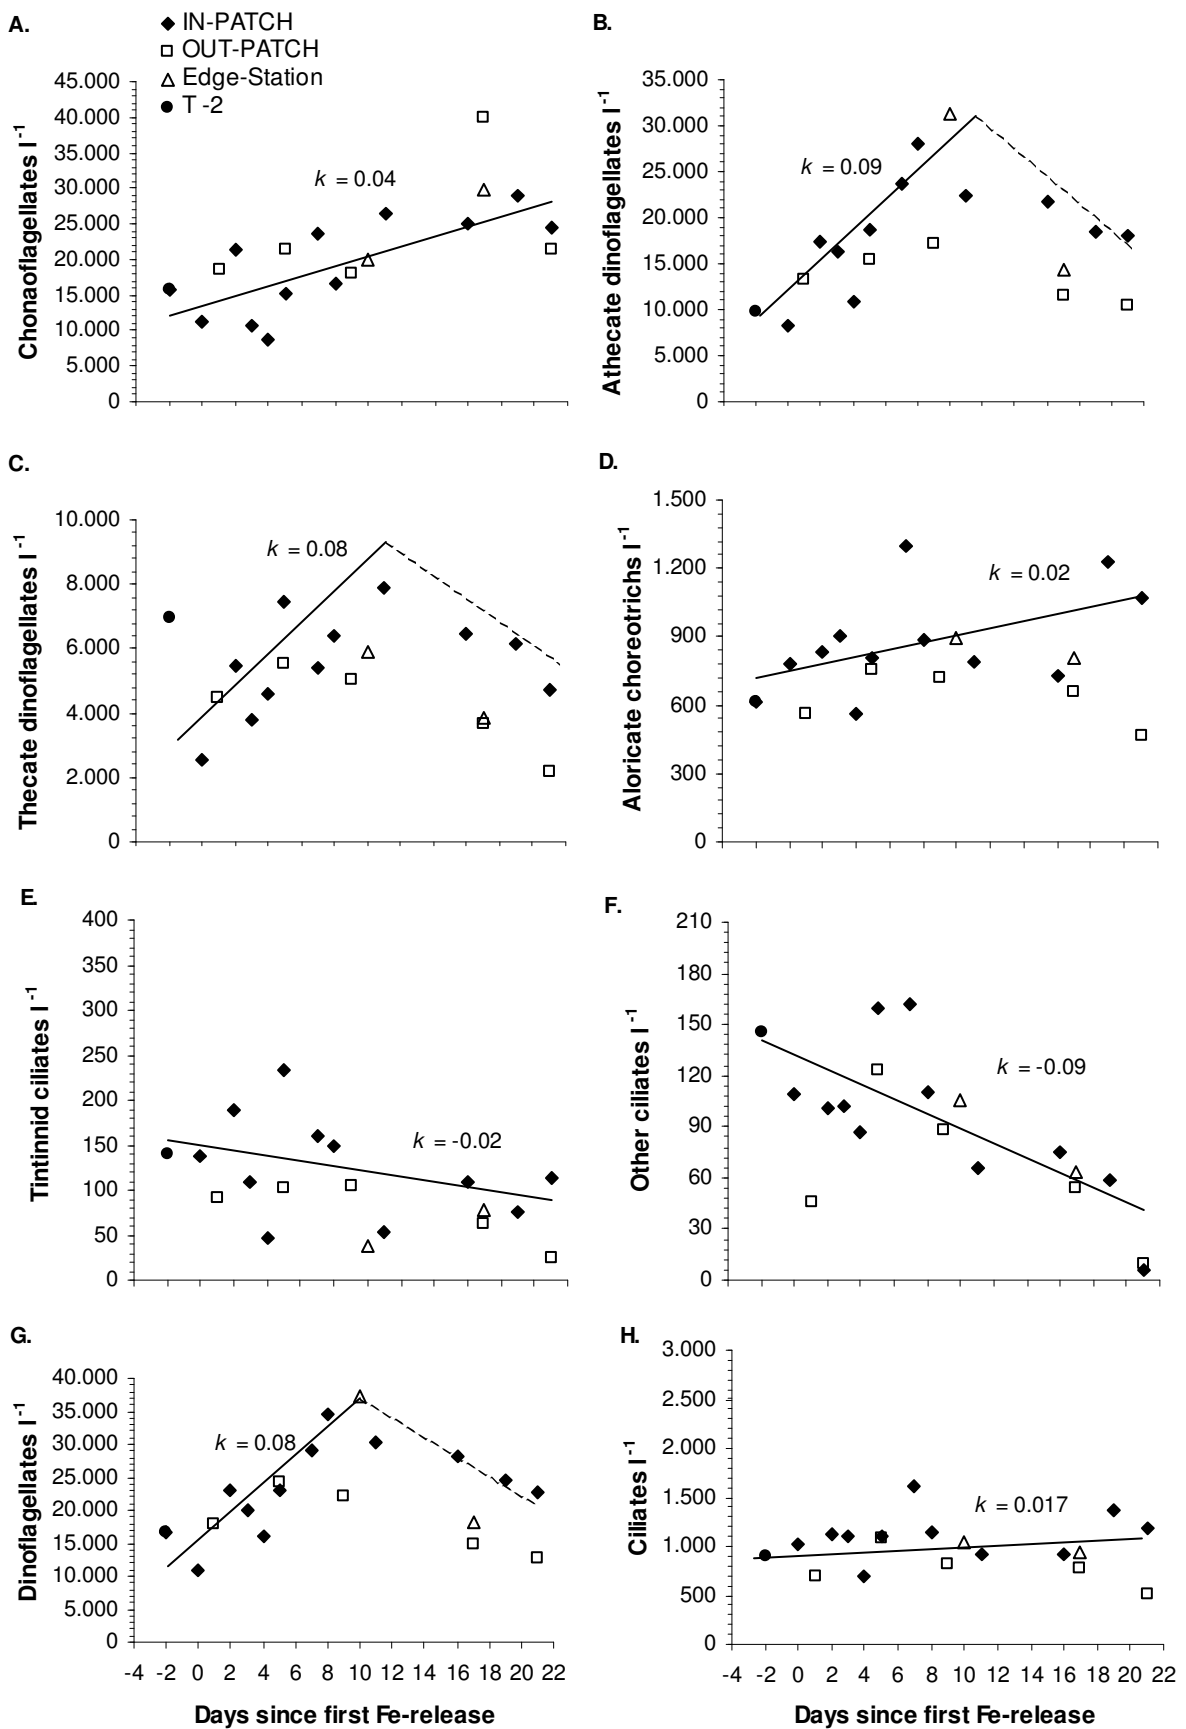 A.
◆ IN-PATCH
□ OUT-PATCH
△ Edge-Station
● T -2
45.000
40.000
35.000
30.000
25.000
20.000
15.000
10.000
5.000
0
Chonaoflagellates l-1
k = 0.04
B.
35.000
30.000
25.000
20.000
15.000
10.000
5.000
0
Athecate dinoflagellates l-1
k = 0.09
C.
10.000
8.000
6.000
4.000
2.000
0
Thecate dinoflagellates l-1
k = 0.08
D.
1.500
1.200
900
600
300
0
Aloricate choreotrichs l-1
k = 0.02
E
400
350
300
250
200
150
100
50
0
Tintinnid ciliates l-1
k = -0.02
F.
210
180
150
120
90
60
30
0
Other ciliates l-1
k = -0.09
G.
40.000
35.000
30.000
25.000
20.000
15.000
10.000
5.000
0
Dinoflagellates l-1
k = 0.08
-4 -2 0 2 4 6 8 10 12 14 16 18 20 22
Days since first Fe-release
H.
3.000
2.500
2.000
1.500
1.000
500
0
Ciliates l-1
k = 0.017
-4 -2 0 2 4 6 8 10 12 14 16 18 20 22
Days since first Fe-release